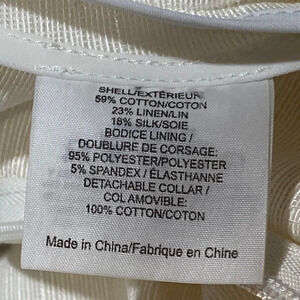 SHELL/EXTÉRIEUR
59% COTTON/COTON
23% LINEN/LIN
18% SILK/SOIE
BODICE LINING /
DOUBLURE DE CORSAGE:
95% POLYESTER/POLYESTER
5% SPANDEX / ÉLASTHANNE
DETACHABLE COLLAR /
COL AMOVIBLE:
100% COTTON/COTON
Made in China/Fabrique en Chine